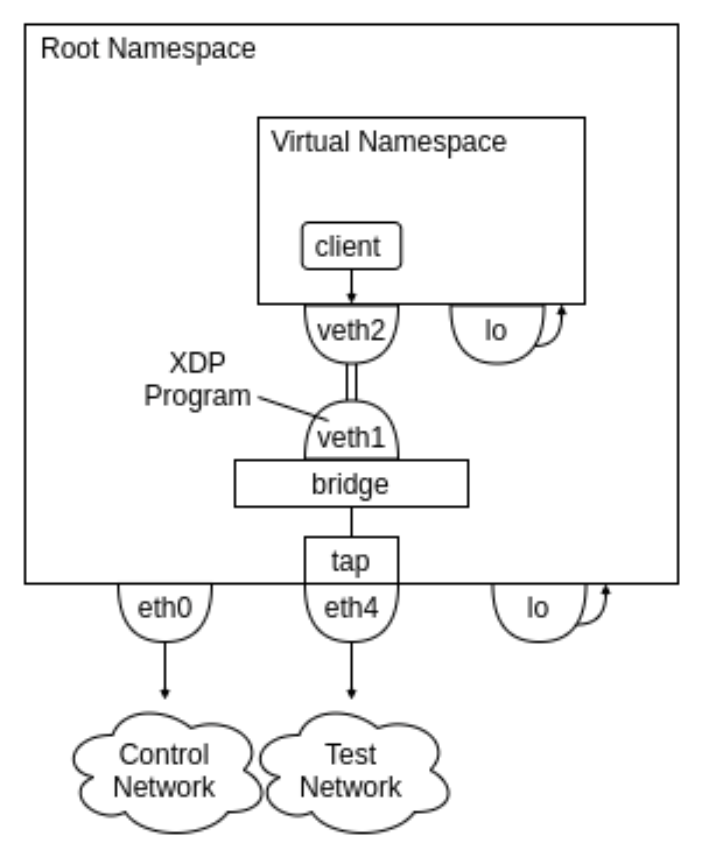 Root Namespace
Virtual Namespace
client
veth2
lo
XDP
Program
veth1
bridge
tap
eth0
eth4
lo
Control
Network
Test
Network